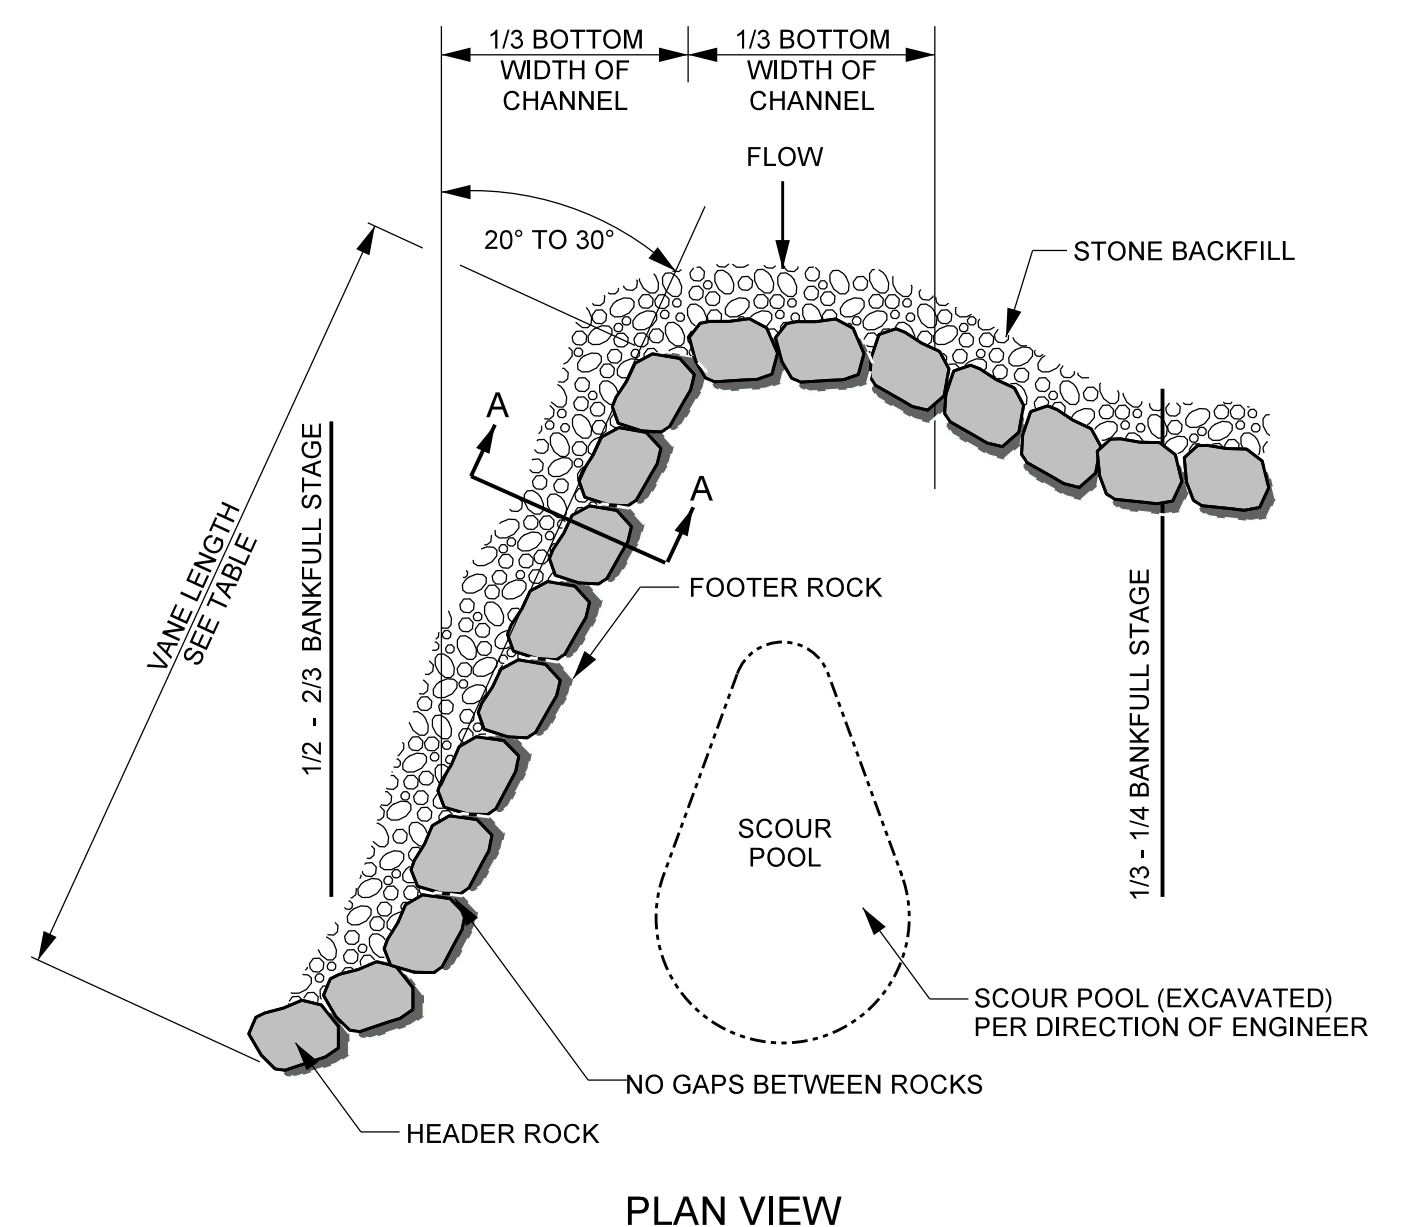 1/3 BOTTOM
WIDTH OF
CHANNEL
1/3 BOTTOM
WIDTH OF
CHANNEL
FLOW
20° TO 30°
STONE BACKFILL
A
A
1/2 - 2/3 BANKFULL STAGE
VANE LENGTH
SEE TABLE
FOOTER ROCK
1/3 - 1/4 BANKFULL STAGE
SCOUR
POOL
SCOUR POOL (EXCAVATED)
PER DIRECTION OF ENGINEER
NO GAPS BETWEEN ROCKS
HEADER ROCK
PLAN VIEW